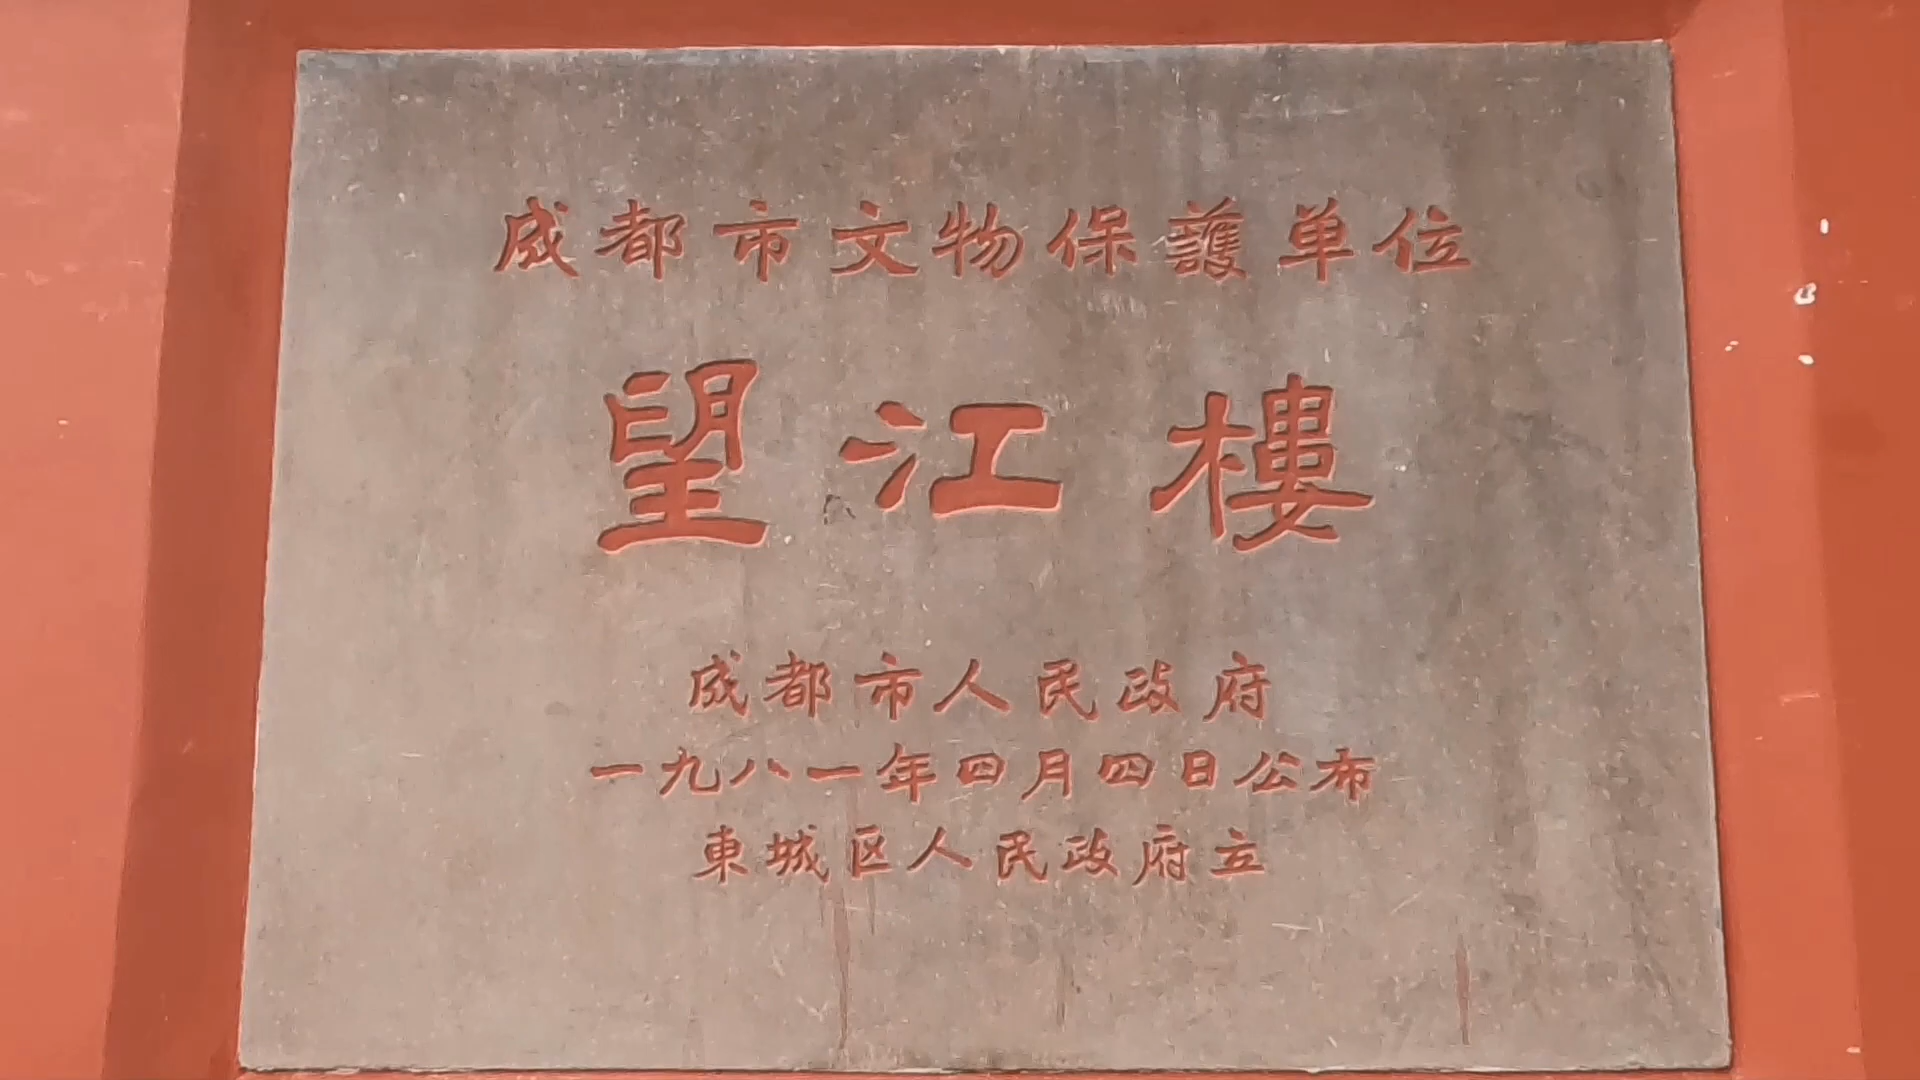 成都市文物保護单位
望江樓
成都市人民政府
一九八一年四月四日公布
東城区人民政府立